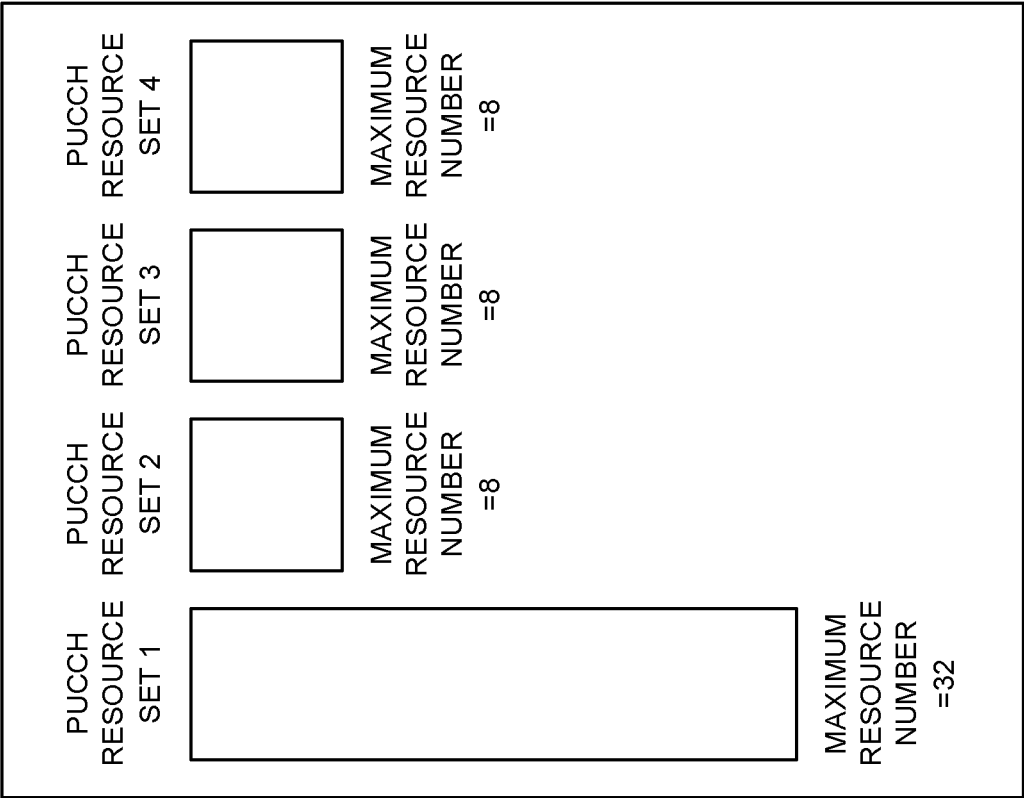 PUCCH
RESOURCE
SET 1
MAXIMUM
RESOURCE
NUMBER
=32
PUCCH
RESOURCE
SET 2
MAXIMUM
RESOURCE
NUMBER
=8
PUCCH
RESOURCE
SET 3
MAXIMUM
RESOURCE
NUMBER
=8
PUCCH
RESOURCE
SET 4
MAXIMUM
RESOURCE
NUMBER
=8